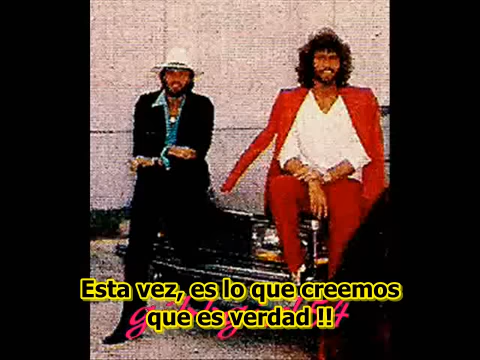 Esta vez, es lo que creemos
que es verdad !!